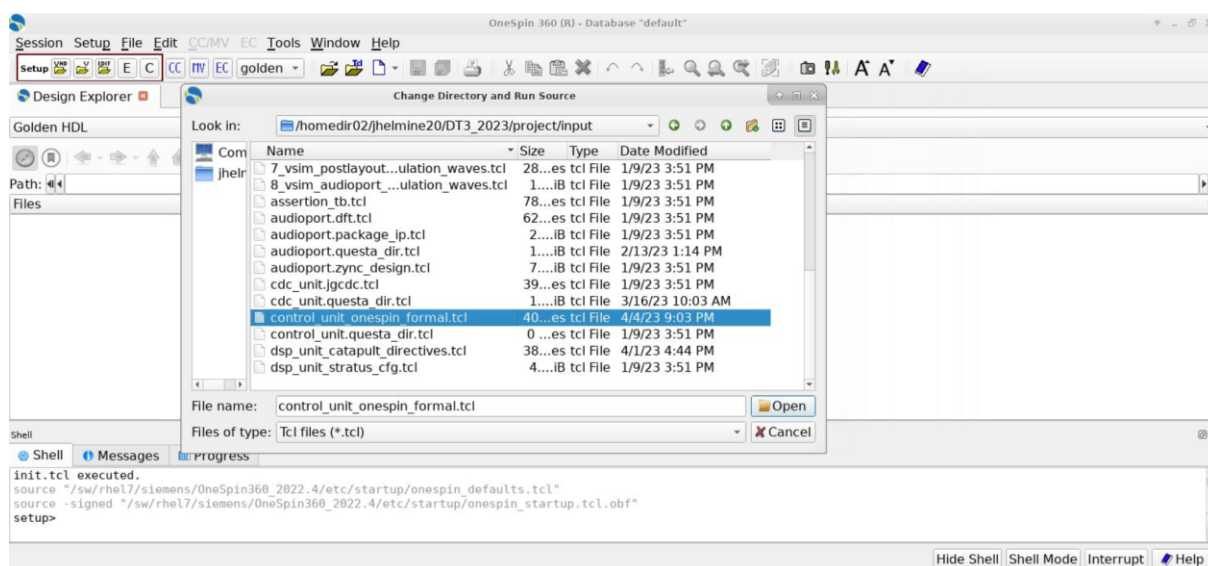 OneSpin 360 (R) - Database "default"
Session Setup File Edit CC/MV EC Tools Window Help
Setup VHD V EDIF E C CC MV EC golden Tcl A A
Design Explorer
Change Directory and Run Source
Golden HDL
Look in: /homedir02/jhelmine20/DT3_2023/project/input
Com
jhelr
Name Size Type Date Modified
7_vsim_postlayout...ulation_waves.tcl 28...es tcl File 1/9/23 3:51 PM
8_vsim_audioport_...ulation_waves.tcl 1....iB tcl File 1/9/23 3:51 PM
assertion_tb.tcl 78...es tcl File 1/9/23 3:51 PM
audioport.dft.tcl 62...es tcl File 1/9/23 3:51 PM
audioport.package_ip.tcl 2....iB tcl File 1/9/23 3:51 PM
audioport.questa_dir.tcl 1....iB tcl File 2/13/23 1:14 PM
audioport.zync_design.tcl 7....iB tcl File 1/9/23 3:51 PM
cdc_unit.jgcdc.tcl 39...es tcl File 1/9/23 3:51 PM
cdc_unit.questa_dir.tcl 1....iB tcl File 3/16/23 10:03 AM
control_unit_onespin_formal.tcl 40...es tcl File 4/4/23 9:03 PM
control_unit.questa_dir.tcl 0 ...es tcl File 1/9/23 3:51 PM
dsp_unit_catapult_directives.tcl 38...es tcl File 4/1/23 4:44 PM
dsp_unit_stratus_cfg.tcl 4....iB tcl File 1/9/23 3:51 PM
Path:
Files
File name: control_unit_onespin_formal.tcl Open
Files of type: Tcl files (*.tcl) Cancel
Shell
Shell Messages Progress
init.tcl executed.
source "/sw/rhel7/siemens/OneSpin360_2022.4/etc/startup/onespin_defaults.tcl"
source -signed "/sw/rhel7/siemens/OneSpin360_2022.4/etc/startup/onespin_startup.tcl.obf"
setup>
Hide Shell Shell Mode Interrupt Help